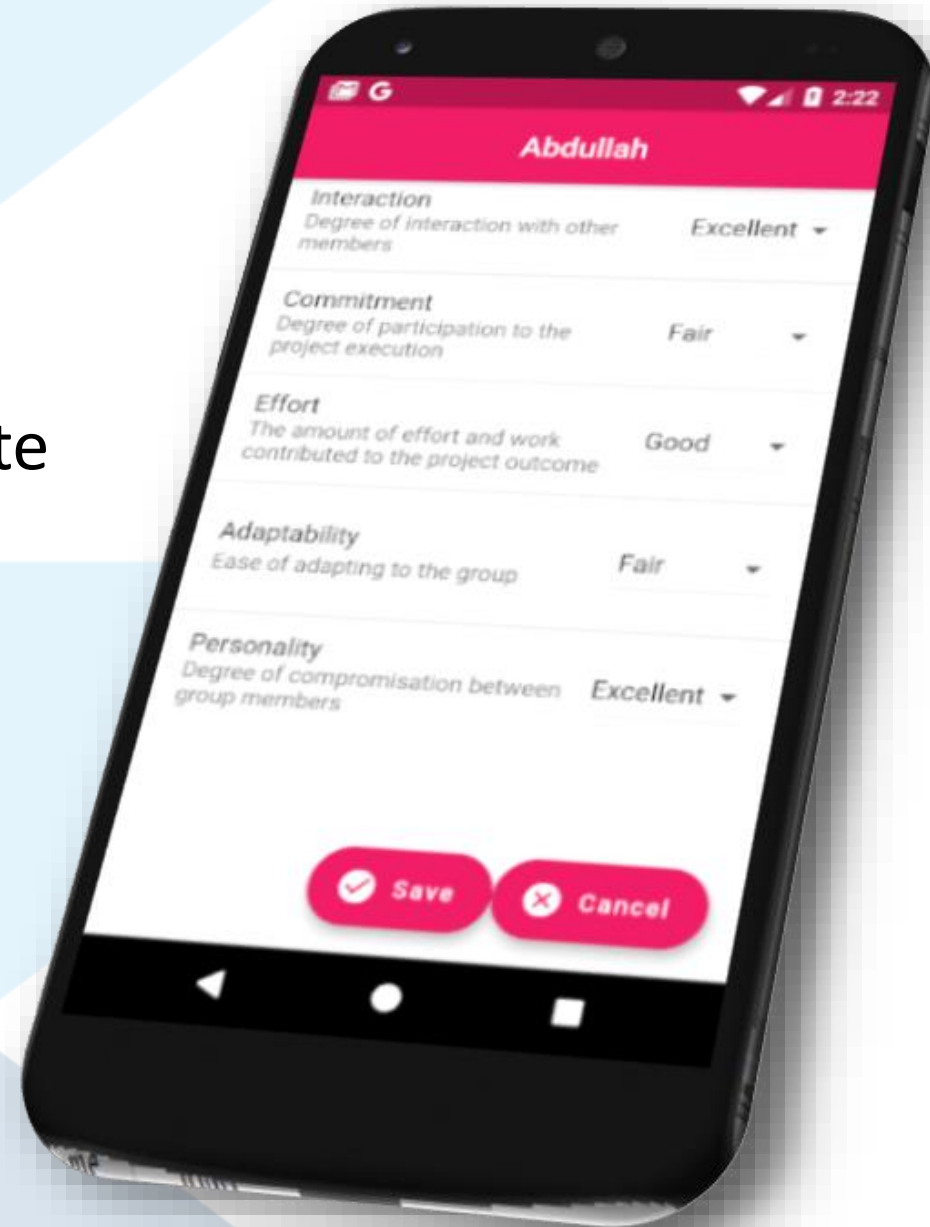 2:22
Abdullah
Interaction
Degree of interaction with other
members
Excellent
Commitment
Degree of participation to the
project execution
Fair
te
Effort
The amount of effort and work
contributed to the project outcome
Good
Adaptability
Ease of adapting to the group
Fair
Personality
Degree of compromisation between
group members
Excellent
Save
Cancel